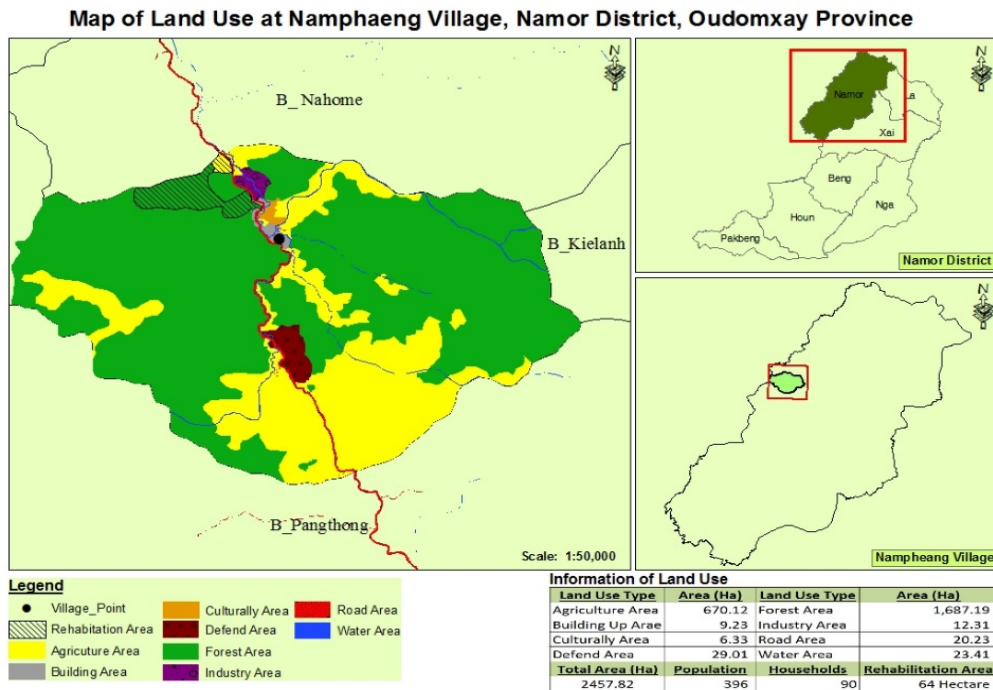 Map of Land Use at Namphaeng Village, Namor District, Oudomxay Province
N
B_Nahome
B_Kielanh
B_Pangthong
Scale: 1:50,000
N
Namor
La
Xai
Beng
Nga
Houn
Pakbeng
Namor District
N
Nampheang Village
Legend
Village_Point
Rehabitation Area
Agricuture Area
Building Area
Culturally Area
Defend Area
Forest Area
Industry Area
Road Area
Water Area
Information of Land Use
Land Use Type Area (Ha) Land Use Type Area (Ha)
Agriculture Area 670.12 Forest Area 1,687.19
Building Up Arae 9.23 Industry Area 12.31
Culturally Area 6.33 Road Area 20.23
Defend Area 29.01 Water Area 23.41
Total Area (Ha) Population Households Rehabilitation Area
2457.82 396 90 64 Hectare